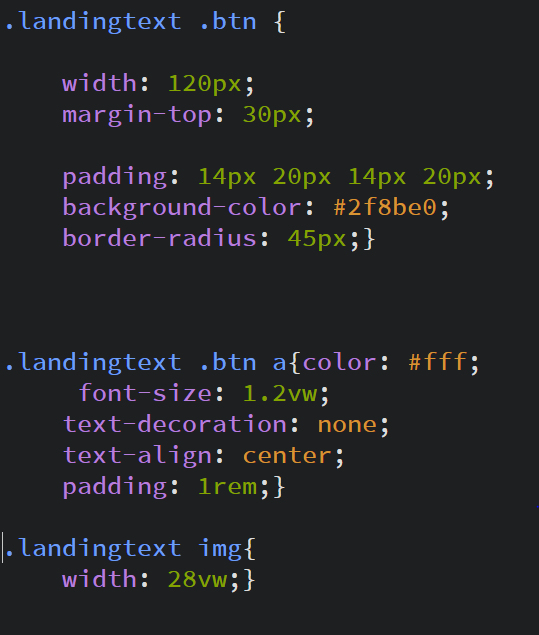 .landingtext .btn {
width: 120px;
margin-top: 30px;
padding: 14px 20px 14px 20px;
background-color: #2f8be0;
border-radius: 45px;}
.landingtext .btn a{color: #fff;
font-size: 1.2vw;
text-decoration: none;
text-align: center;
padding: 1rem;}
.landingtext img{
width: 28vw;}